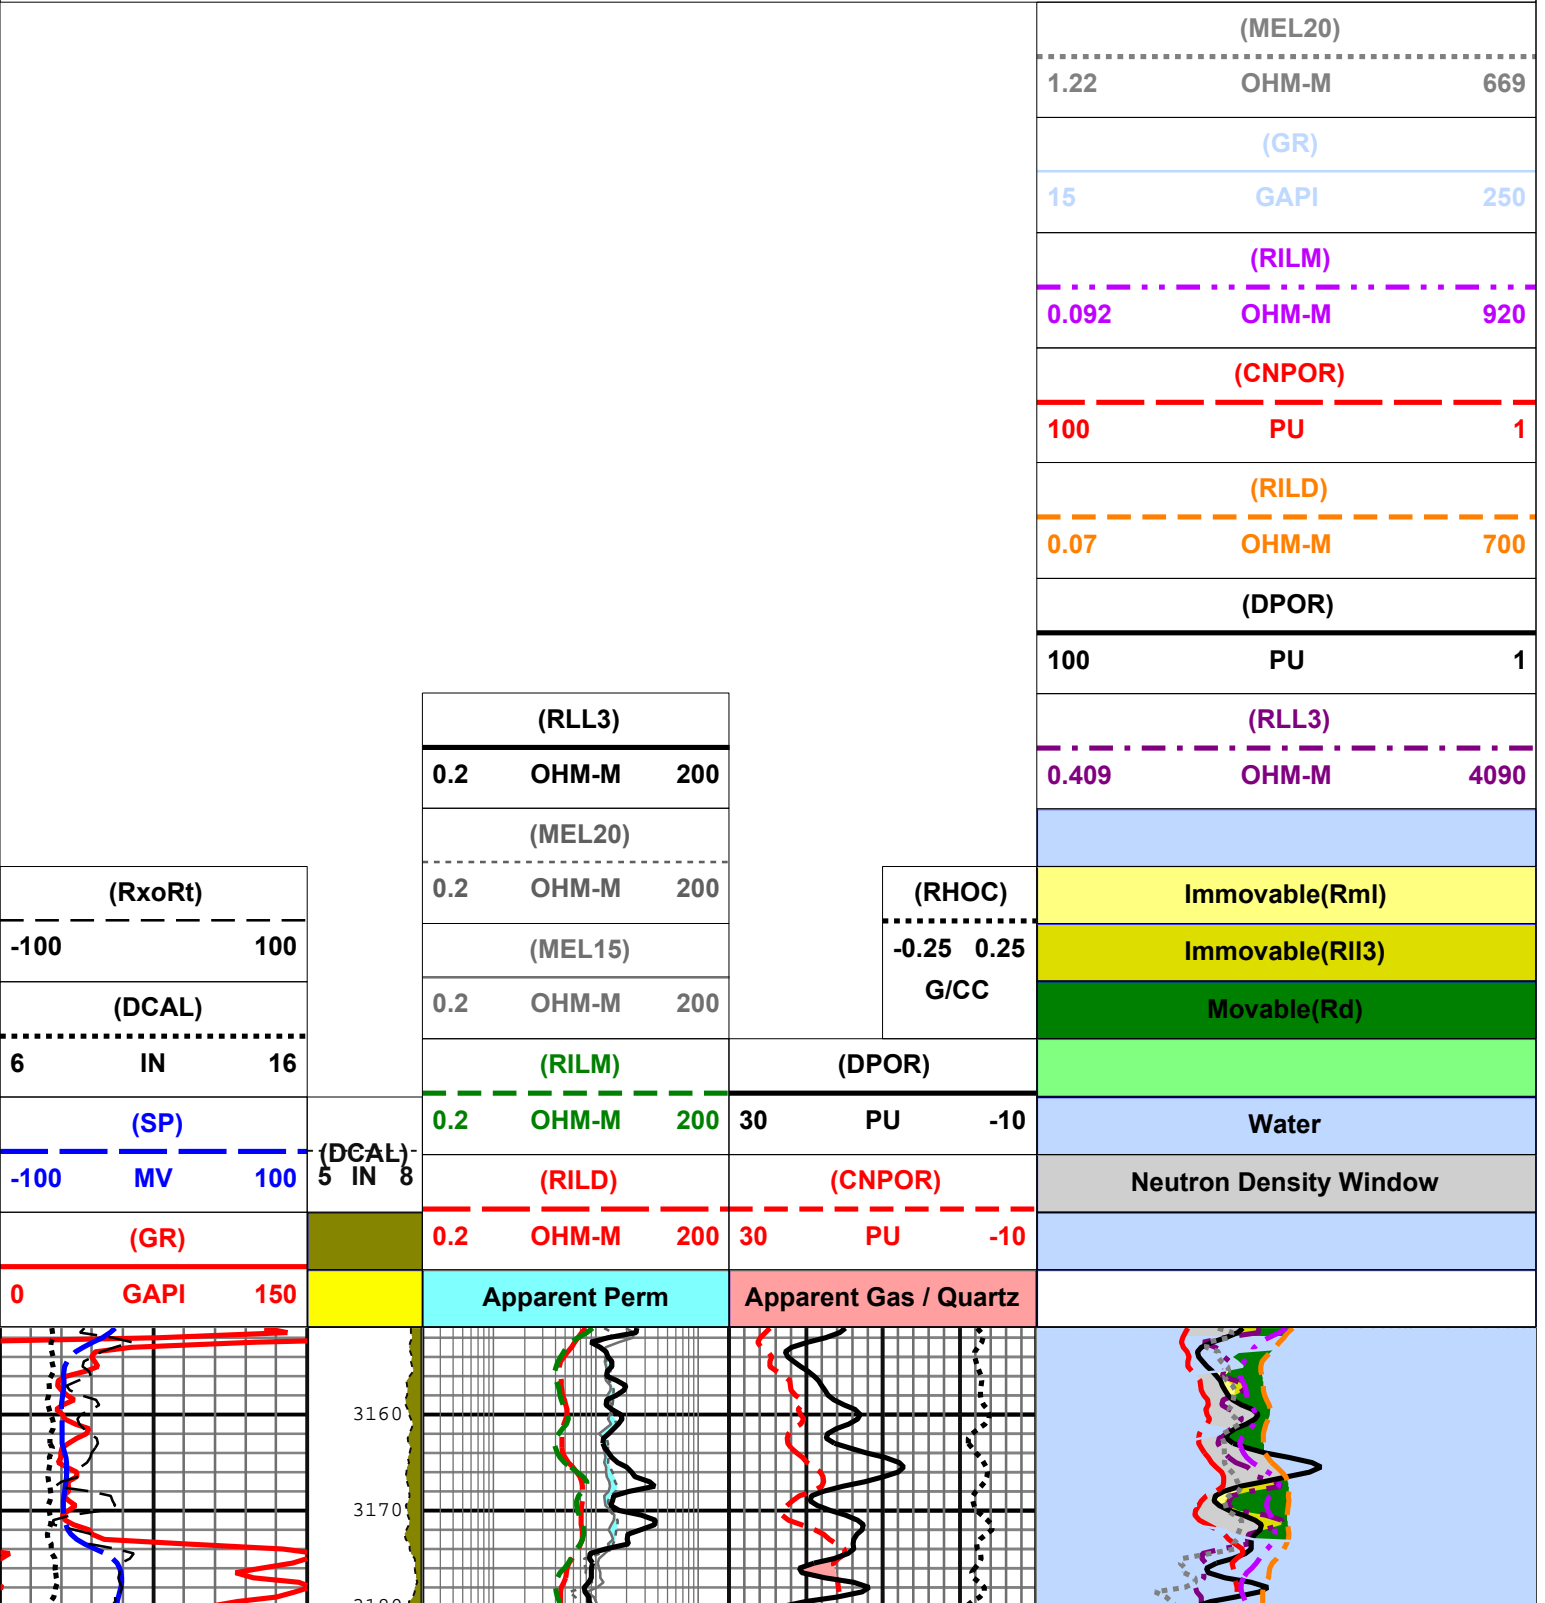 (MEL20)
1.22 OHM-M 669
(GR)
15 GAPI 250
(RILM)
0.092 OHM-M 920
(CNPOR)
100 PU 1
(RILD)
0.07 OHM-M 700
(DPOR)
100 PU 1
(RLL3)
0.409 OHM-M 4090
Immovable(Rml)
Immovable(Rll3)
Movable(Rd)
Water
Neutron Density Window
(RLL3)
0.2 OHM-M 200
(MEL20)
0.2 OHM-M 200
(MEL15)
0.2 OHM-M 200
(RILM)
0.2 OHM-M 200
(RILD)
0.2 OHM-M 200
Apparent Perm
(RHOC)
-0.25 0.25
G/CC
(DPOR)
30 PU -10
(CNPOR)
30 PU -10
Apparent Gas / Quartz
(RxoRt)
-100 100
(DCAL)
6 IN 16
(SP)
-100 MV 100
(GR)
0 GAPI 150
(DCAL)
5 IN 8
3160
3170